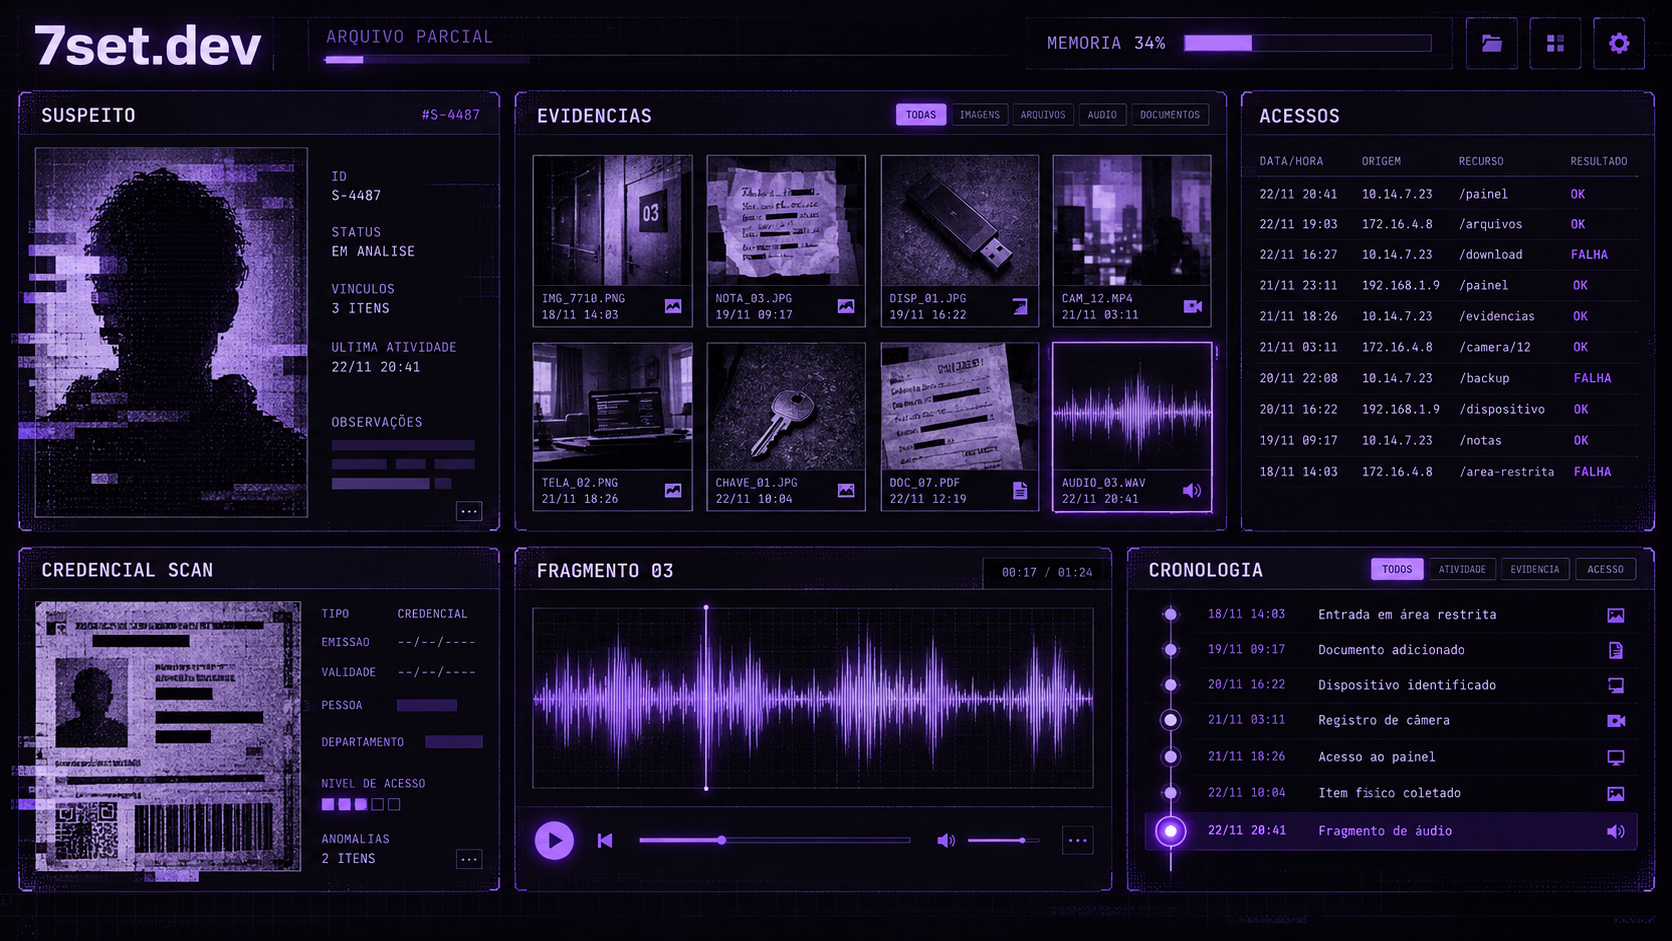 7set.dev
ARQUIVO PARCIAL
MEMORIA 34%
SUSPEITO
#S-4487
ID
S-4487
STATUS
EM ANALISE
VINCULOS
3 ITENS
ULTIMA ATIVIDADE
22/11 20:41
OBSERVAÇÕES
EVIDENCIAS
TODAS IMAGENS ARQUIVOS AUDIO DOCUMENTOS
03
IMG_7710.PNG
18/11 14:03
NOTA_03.JPG
19/11 09:17
DISP_01.JPG
19/11 16:22
CAM_12.MP4
21/11 03:11
TELA_02.PNG
21/11 18:26
CHAVE_01.JPG
22/11 10:04
DOC_07.PDF
22/11 12:19
AUDIO_03.WAV
22/11 20:41
ACESSOS
DATA/HORA ORIGEM RECURSO RESULTADO
22/11 20:41 10.14.7.23 /painel OK
22/11 19:03 172.16.4.8 /arquivos OK
22/11 16:27 10.14.7.23 /download FALHA
21/11 23:11 192.168.1.9 /painel OK
21/11 18:26 10.14.7.23 /evidencias OK
21/11 03:11 172.16.4.8 /camera/12 OK
20/11 22:08 10.14.7.23 /backup FALHA
20/11 16:22 192.168.1.9 /dispositivo OK
19/11 09:17 10.14.7.23 /notas OK
18/11 14:03 172.16.4.8 /area-restrita FALHA
CREDENCIAL SCAN
TIPO CREDENCIAL
EMISSAO --/--/----
VALIDADE --/--/----
PESSOA
DEPARTAMENTO
NIVEL DE ACESSO
ANOMALIAS
2 ITENS
FRAGMENTO 03
00:17 / 01:24
CRONOLOGIA
TODOS ATIVIDADE EVIDENCIA ACESSO
18/11 14:03 Entrada em área restrita
19/11 09:17 Documento adicionado
20/11 16:22 Dispositivo identificado
21/11 03:11 Registro de câmera
21/11 18:26 Acesso ao painel
22/11 10:04 Item físico coletado
22/11 20:41 Fragmento de áudio